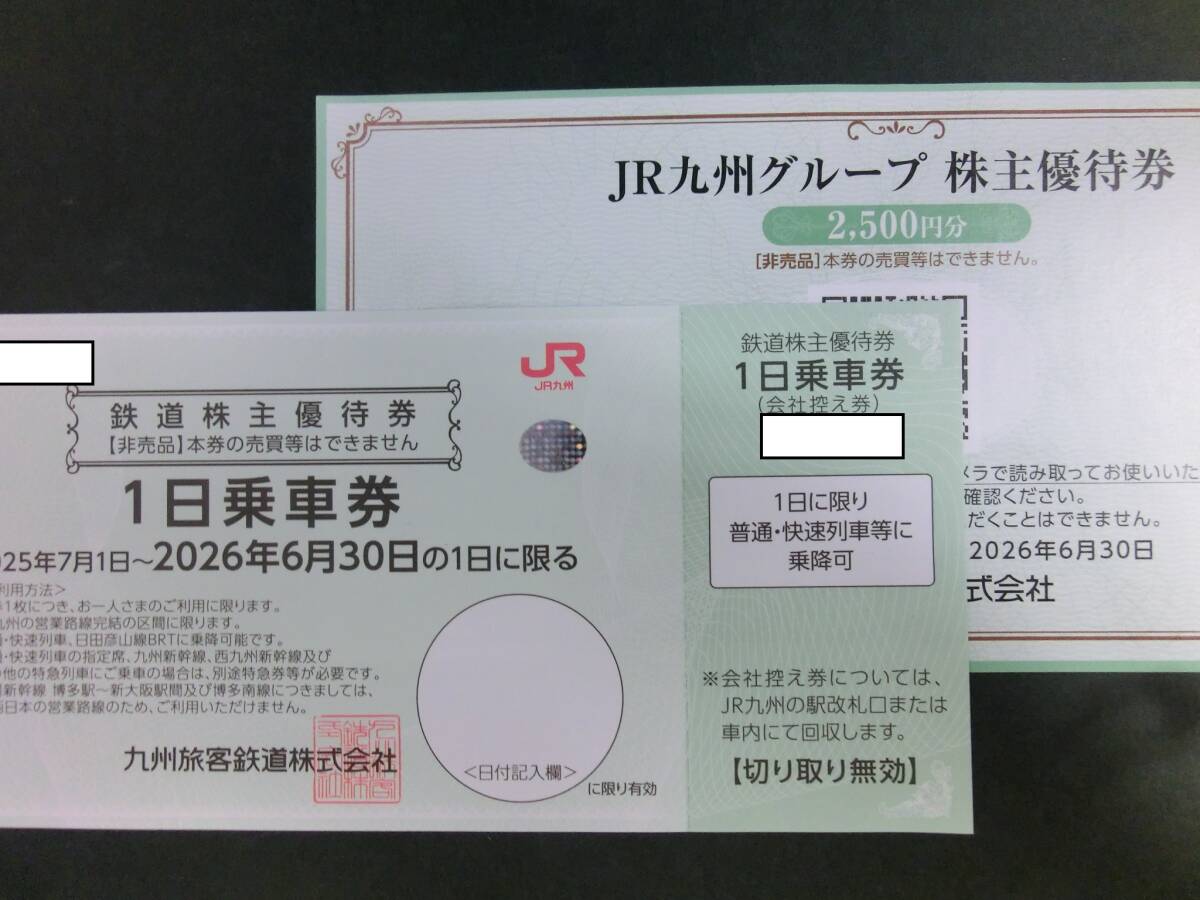 JR九州グループ 株主優待券
2,500円分
[非売品]本券の売買等はできません。
メラで読み取ってお使いいた
確認ください。
だくことはできません。
2026年6月30日
式会社
JR
JR九州
鉄道株主優待券
【非売品】本券の売買等はできません
1日乗車券
025年7月1日～2026年6月30日の1日に限る
利用方法＞
1枚につき、お一人さまのご利用に限ります。
九州の営業路線完結の区間に限ります。
・快速列車、日田彦山線BRTに乗降可能です。
・快速列車の指定席、九州新幹線、西九州新幹線及び
の他の特急列車にご乗車の場合は、別途特急券等が必要です。
新幹線 博多駅～新大阪駅間及び博多南線につきましては、
日本の営業路線のため、ご利用いただけません。
九州旅客鉄道株式会社
＜日付記入欄＞
に限り有効
鉄道株主優待券
1日乗車券
(会社控え券)
1日に限り
普通・快速列車等に
乗降可
※会社控え券については、
JR九州の駅改札口または
車内にて回収します。
【切り取り無効】